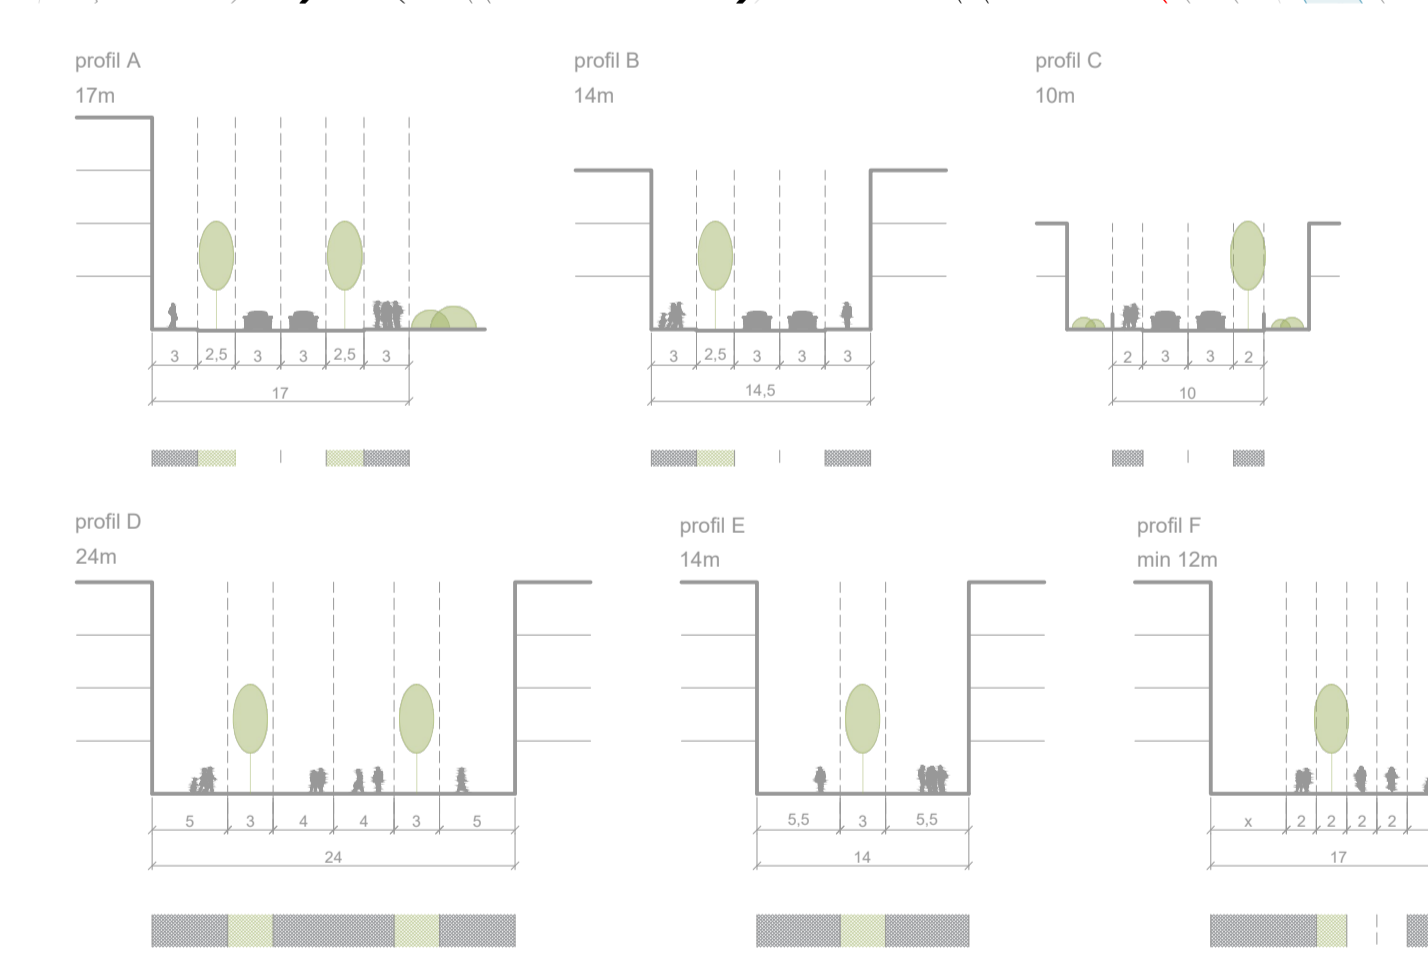 profil A
17m
profil B
14m
profil C
10m
3 2,5 3 3 2,5 3
17
3 2,5 3 3 3
14,5
2 3 3 2
10
profil D
24m
profil E
14m
profil F
min 12m
5 3 4 4 3 5
24
5,5 3 5,5
14
x 2 2 2 2
17